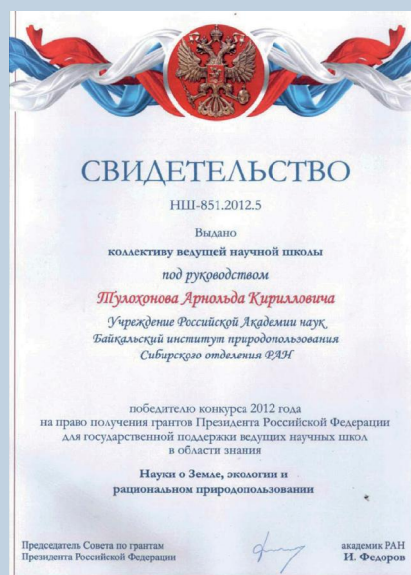 СВИДЕТЕЛЬСТВО
НШ-851.2012.5
Выдано
коллективу ведущей научной школы
под руководством
Тулохонова Арнольда Кирилловича
Учреждение Российской Академии наук
Байкальский институт природопользования
Сибирского отделения РАН
победителю конкурса 2012 года
на право получения грантов Президента Российской Федерации
для государственной поддержки ведущих научных школ
в области знания
Науки о Земле, экологии и
рациональном природопользовании
Председатель Совета по грантам
Президента Российской Федерации
академик РАН
И. Федоров